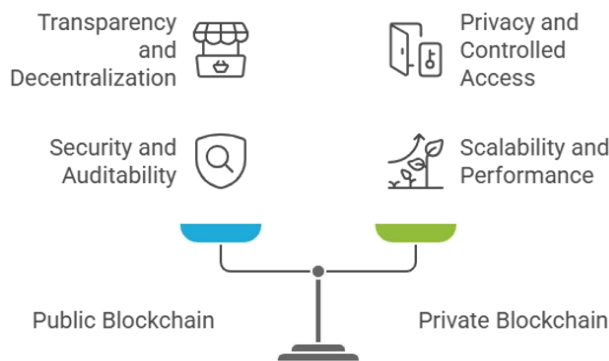 Transparency
and
Decentralization
Privacy and
Controlled
Access
Security and
Auditability
Scalability and
Performance
Public Blockchain
Private Blockchain